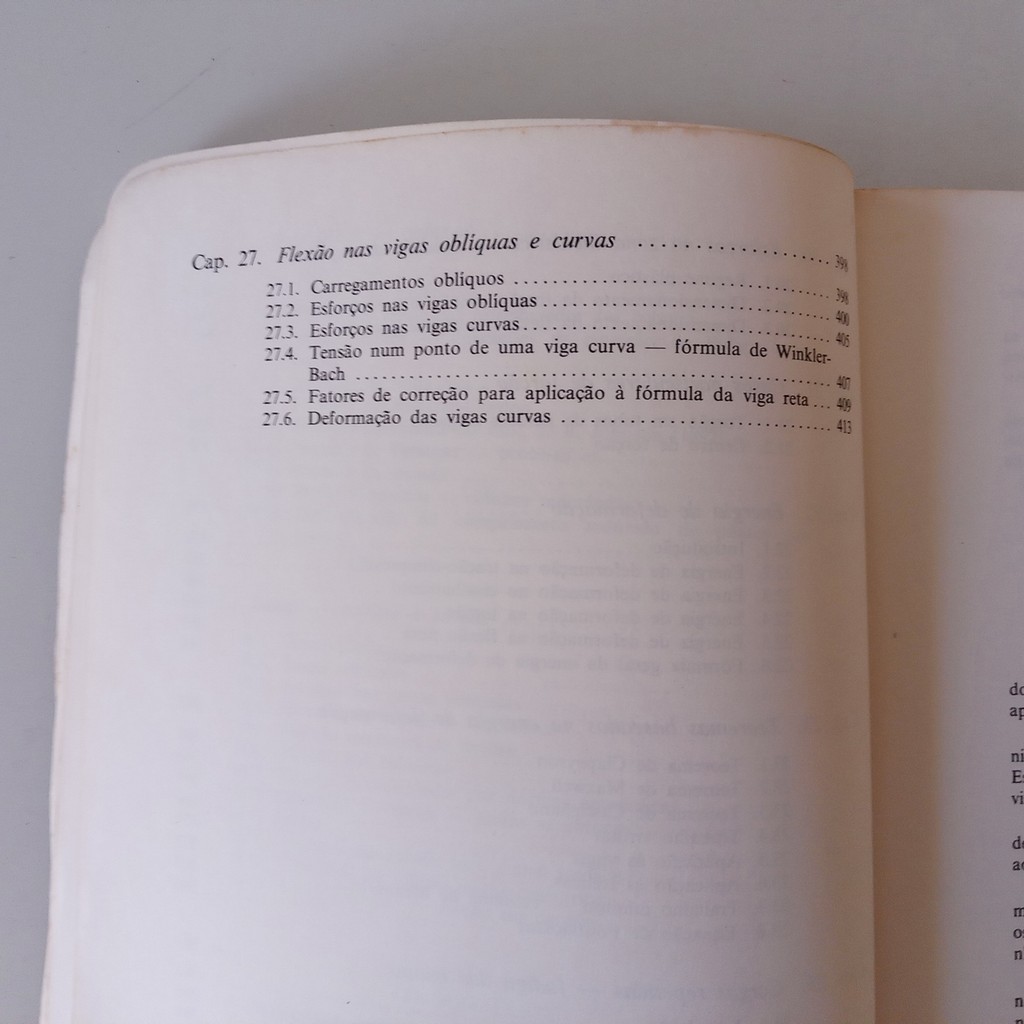 Cap. 27. Flexão nas vigas oblíquas e curvas .................. 398
27.1. Carregamentos oblíquos .............................. 398
27.2. Esforços nas vigas oblíquas ........................... 400
27.3. Esforços nas vigas curvas.............................. 405
27.4. Tensão num ponto de uma viga curva — fórmula de Winkler-
Bach ................................................ 407
27.5. Fatores de correção para aplicação à fórmula da viga reta... 409
27.6. Deformação das vigas curvas .......................... 413